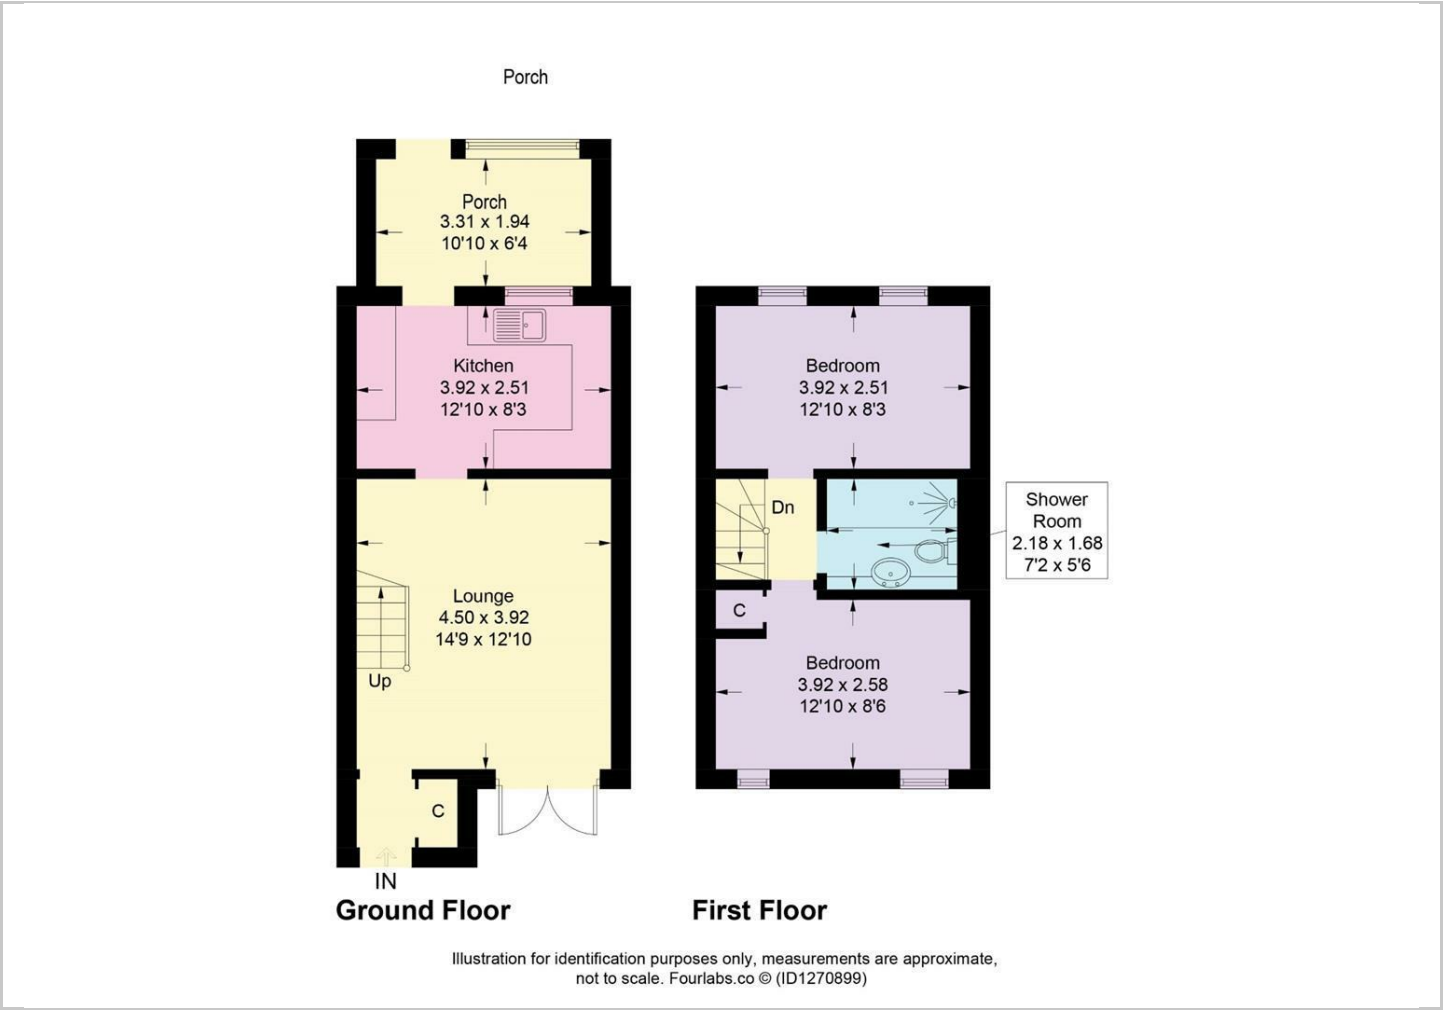 Porch
Porch
3.31 x 1.94
10'10 x 6'4
Kitchen
3.92 x 2.51
12'10 x 8'3
Lounge
4.50 x 3.92
14'9 x 12'10
Up
C
IN
Ground Floor
Bedroom
3.92 x 2.51
12'10 x 8'3
Dn
Shower
Room
2.18 x 1.68
7'2 x 5'6
C
Bedroom
3.92 x 2.58
12'10 x 8'6
First Floor
Illustration for identification purposes only, measurements are approximate,
not to scale. Fourlabs.co © (ID1270899)